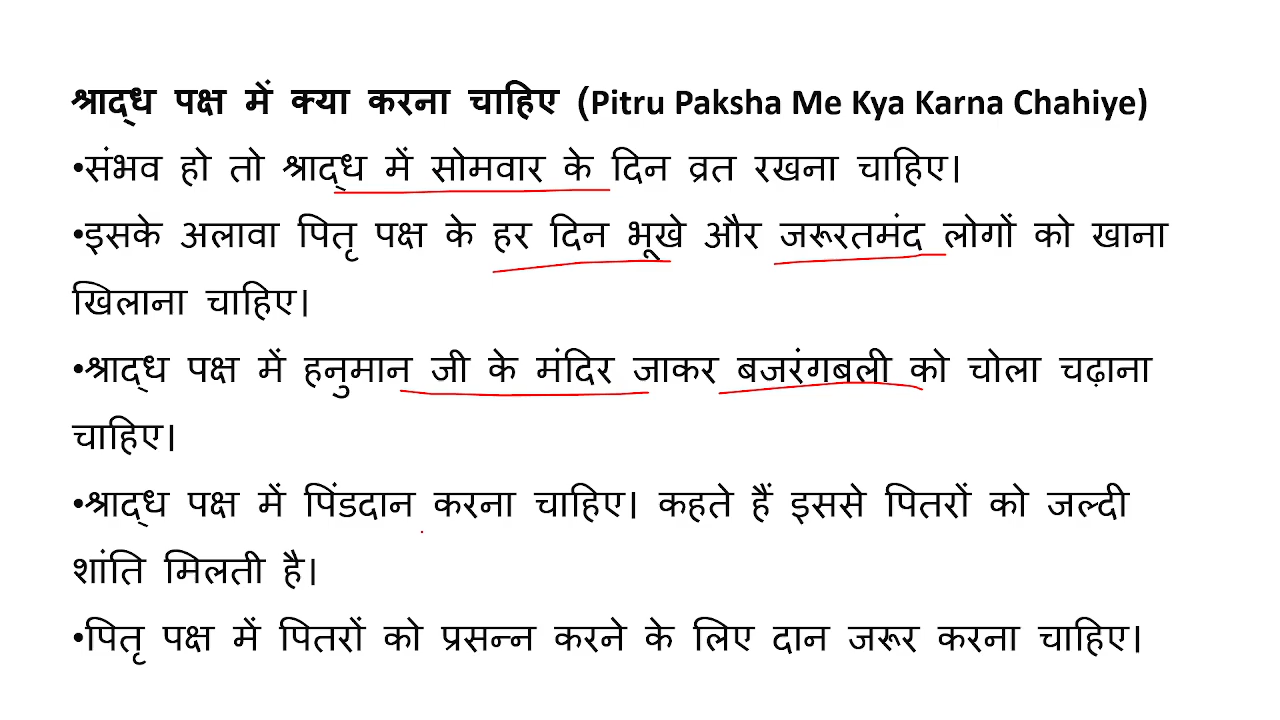 श्राद्ध पक्ष में क्या करना चाहिए (Pitru Paksha Me Kya Karna Chahiye)
•संभव हो तो श्राद्ध में सोमवार के दिन व्रत रखना चाहिए।
•इसके अलावा पितृ पक्ष के हर दिन भूखे और जरूरतमंद लोगों को खाना
खिलाना चाहिए।
•श्राद्ध पक्ष में हनुमान जी के मंदिर जाकर बजरंगबली को चोला चढ़ाना
चाहिए।
•श्राद्ध पक्ष में पिंडदान करना चाहिए। कहते हैं इससे पितरों को जल्दी
शांति मिलती है।
•पितृ पक्ष में पितरों को प्रसन्न करने के लिए दान जरूर करना चाहिए।